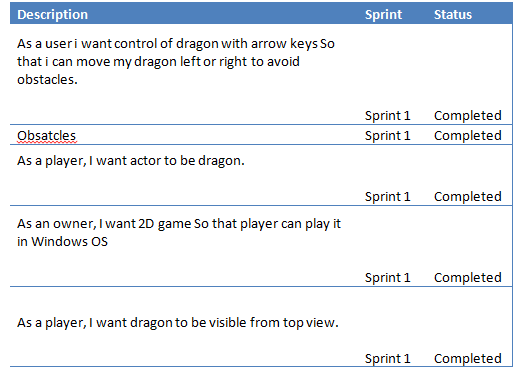 Description Sprint Status
As a user i want control of dragon with arrow keys So
that i can move my dragon left or right to avoid
obstacles.
Sprint 1 Completed
Obsatcles Sprint 1 Completed
As a player, I want actor to be dragon.
Sprint 1 Completed
As an owner, I want 2D game So that player can play it
in Windows OS
Sprint 1 Completed
As a player, I want dragon to be visible from top view.
Sprint 1 Completed